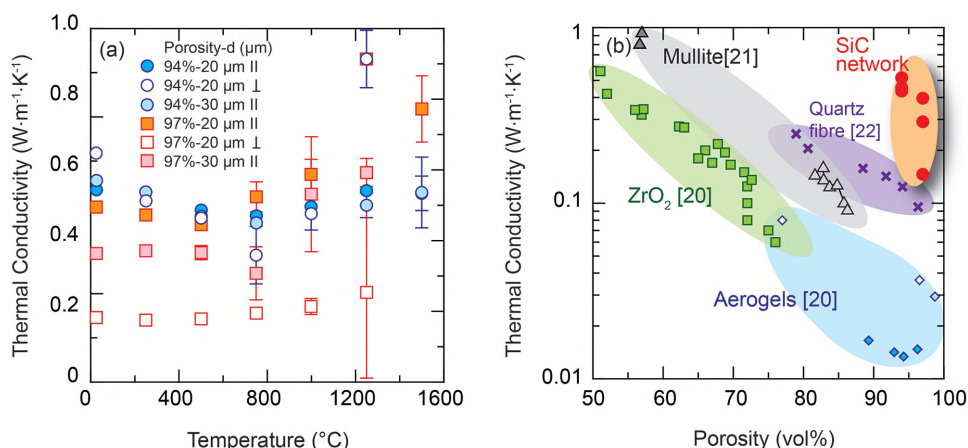 (a)
Porosity-d (µm)
94%-20 µm II
94%-20 µm ⊥
94%-30 µm II
97%-20 µm II
97%-20 µm ⊥
97%-30 µm II
Thermal Conductivity (W·m⁻¹·K⁻¹)
1.0
0.8
0.6
0.4
0.2
0
0 400 800 1200 1600
Temperature (°C)
(b)
Mullite[21]
SiC
network
Quartz
fibre [22]
ZrO₂ [20]
Aerogels [20]
Thermal Conductivity (W·m⁻¹·K⁻¹)
1
0.1
0.01
50 60 70 80 90 100
Porosity (vol%)